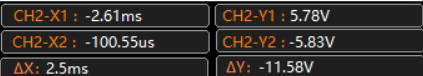 CH2-X1 : -2.61ms CH2-Y1 : 5.78V
CH2-X2 : -100.55us CH2-Y2 : -5.83V
ΔX: 2.5ms ΔY: -11.58V